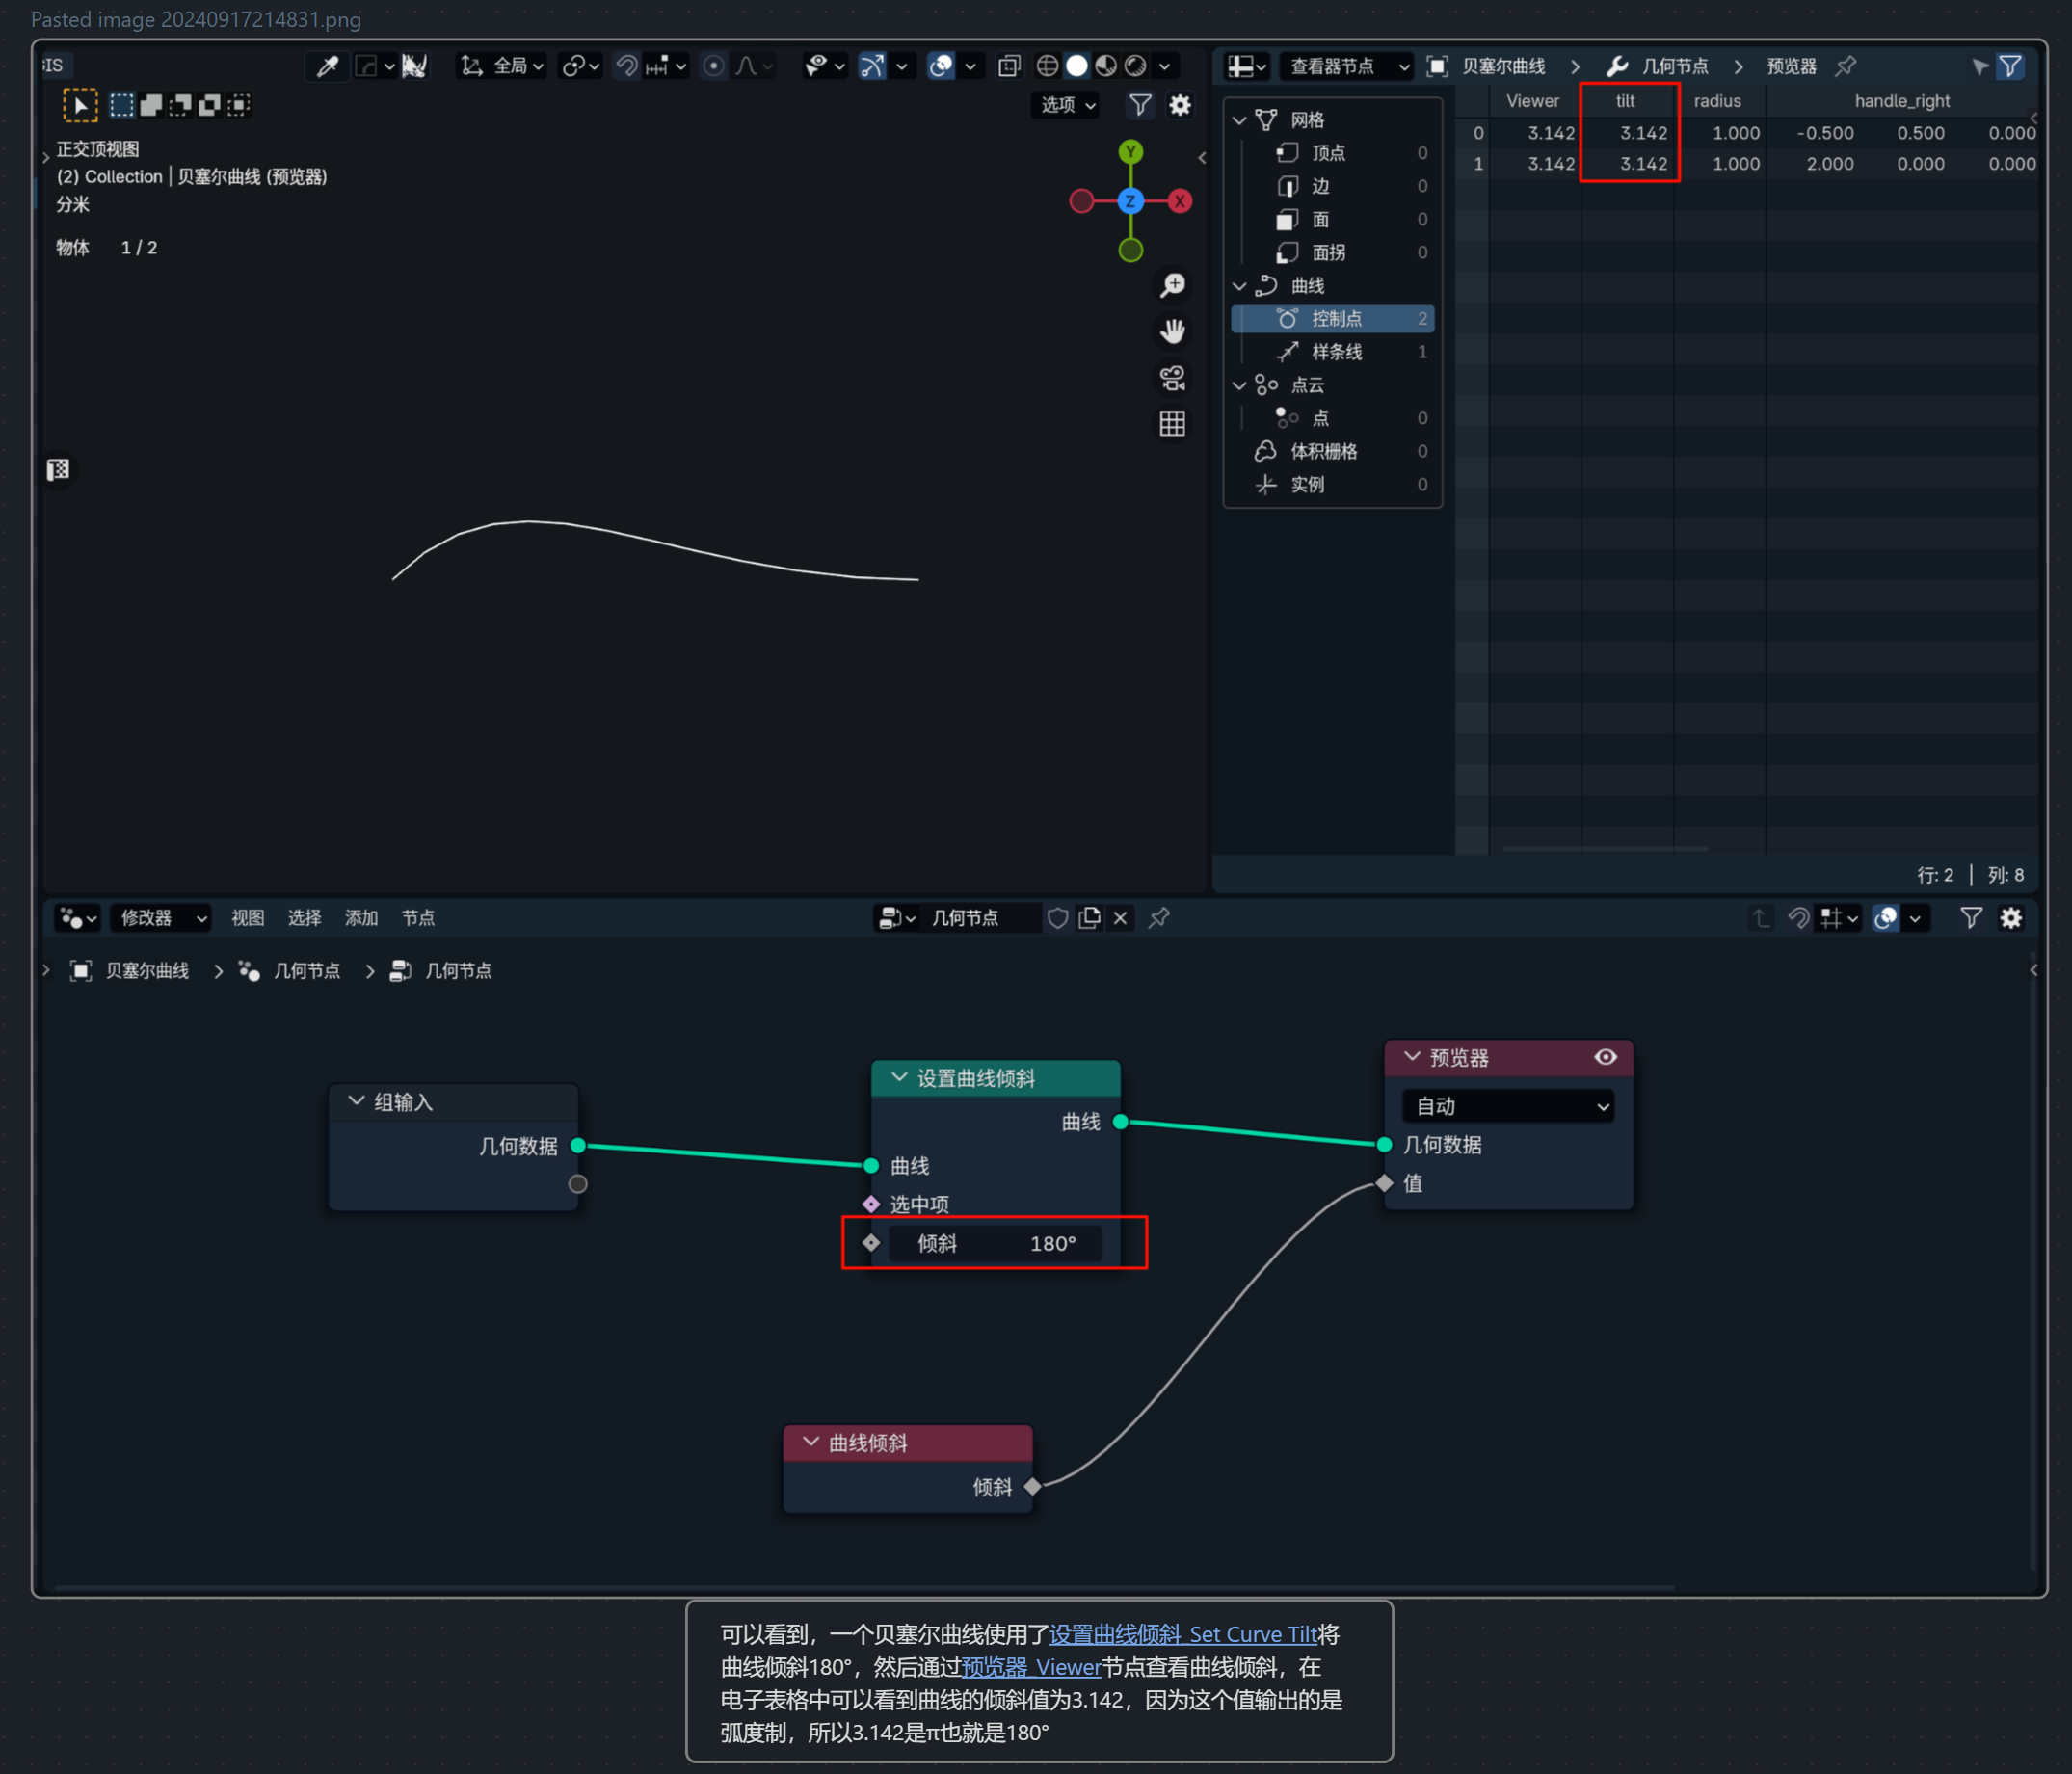 Pasted image 20240917214831.png
GIS
全局
选项
正交顶视图
(2) Collection | 贝塞尔曲线 (预览器)
分米
物体 1 / 2
Y
Z
X
查看器节点
贝塞尔曲线 > 几何节点 > 预览器
网格
顶点 0
边 0
面 0
面拐 0
曲线
控制点 2
样条线 1
点云
点 0
体积栅格 0
实例 0
Viewer tilt radius handle_right
0 3.142 3.142 1.000 -0.500 0.500 0.000
1 3.142 3.142 1.000 2.000 0.000 0.000
行: 2 | 列: 8
修改器 视图 选择 添加 节点
几何节点
贝塞尔曲线 > 几何节点 > 几何节点
组输入
几何数据
设置曲线倾斜
曲线
曲线
选中项
倾斜 180°
预览器
自动
几何数据
值
曲线倾斜
倾斜
可以看到，一个贝塞尔曲线使用了设置曲线倾斜_Set Curve Tilt将
曲线倾斜180°，然后通过预览器_Viewer节点查看曲线倾斜，在
电子表格中可以看到曲线的倾斜值为3.142，因为这个值输出的是
弧度制，所以3.142是π也就是180°